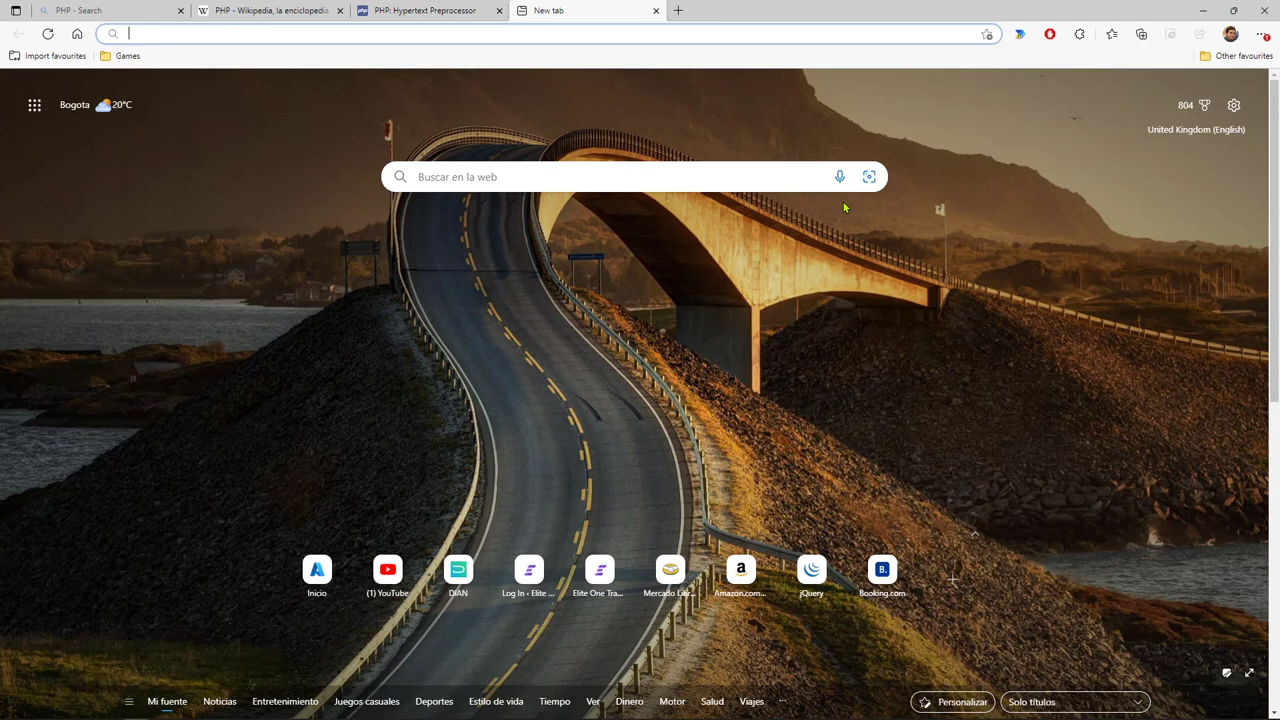 PHP - Search
PHP - Wikipedia, la enciclopedia
PHP: Hypertext Preprocessor
New tab
Import favourites
Games
Other favourites
Bogota
20°C
804
United Kingdom (English)
Buscar en la web
Inicio
(1) YouTube
DIAN
Log In ‹ Elite ...
Elite One Tra...
Mercado Libr...
Amazon.com...
jQuery
Booking.com
Mi fuente
Noticias
Entretenimiento
Juegos casuales
Deportes
Estilo de vida
Tiempo
Ver
Dinero
Motor
Salud
Viajes
...
Personalizar
Solo títulos